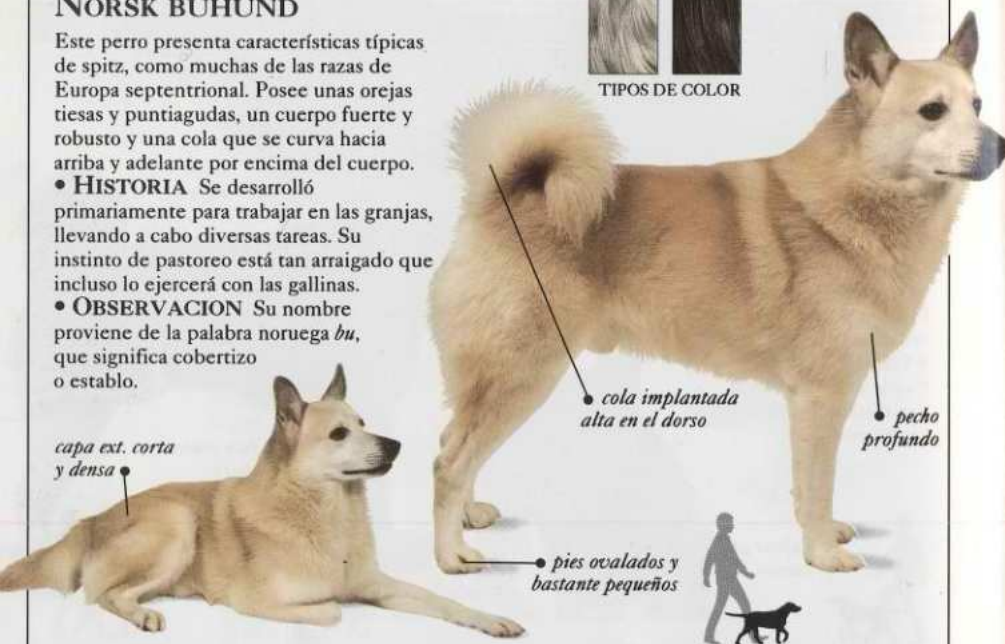 NORSK BUHUND
Este perro presenta características típicas
de spitz, como muchas de las razas de
Europa septentrional. Posee unas orejas
tiesas y puntiagudas, un cuerpo fuerte y
robusto y una cola que se curva hacia
arriba y adelante por encima del cuerpo.
• HISTORIA Se desarrolló
primariamente para trabajar en las granjas,
llevando a cabo diversas tareas. Su
instinto de pastoreo está tan arraigado que
incluso lo ejercerá con las gallinas.
• OBSERVACION Su nombre
proviene de la palabra noruega bu,
que significa cobertizo
o establo.
TIPOS DE COLOR
cola implantada
alta en el dorso
pecho
profundo
capa ext. corta
y densa
pies ovalados y
bastante pequeños